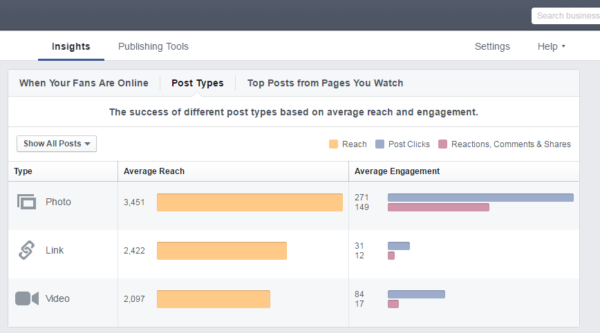 Search business
Insights Publishing Tools Settings Help
When Your Fans Are Online Post Types Top Posts from Pages You Watch
The success of different post types based on average reach and engagement.
Show All Posts Reach Post Clicks Reactions, Comments & Shares
Type Average Reach Average Engagement
Photo 3,451 271
149
Link 2,422 31
12
Video 2,097 84
17